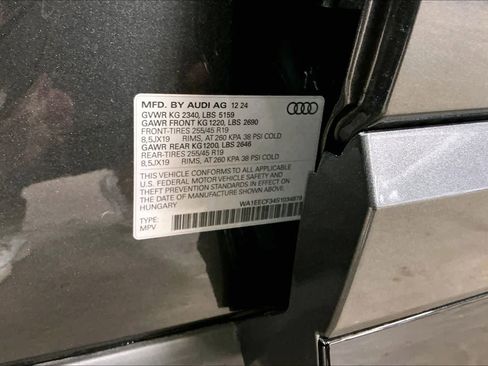 MFD. BY AUDI AG 12 24
GVWR KG 2340, LBS 5159
GAWR FRONT KG 1220, LBS 2690
FRONT-TIRES 255/45 R19
8,5JX19 RIMS, AT 260 KPA 38 PSI COLD
GAWR REAR KG1200, LBS 2646
REAR-TIRES 255/45 R19
8,5JX19 RIMS, AT 260 KPA 38 PSI COLD
THIS VEHICLE CONFORMS TO ALL APPLICABLE
U.S. FEDERAL MOTOR VEHICLE SAFETY AND
THEFT PREVENTION STANDARDS IN EFFECT ON
THE DATE OF MANUFACTURE SHOWN ABOVE.
HUNGARY
WA1EECF34S1034878
TYPE:
MPV